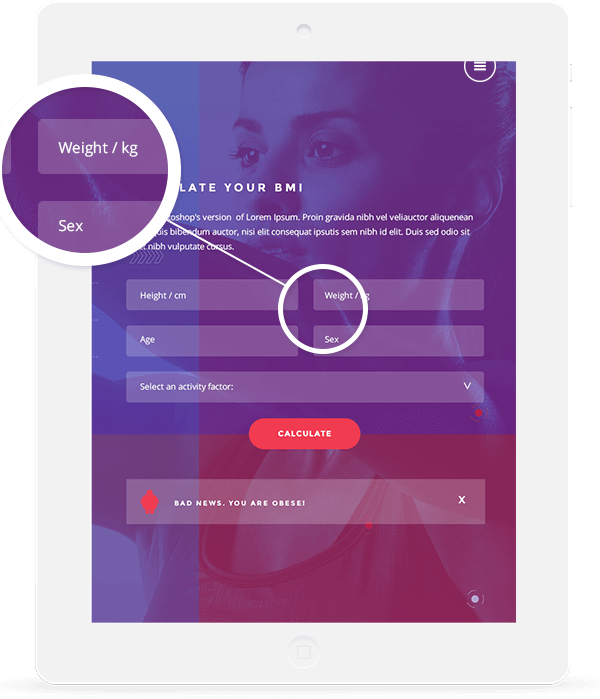 Weight / kg
Sex
LATE YOUR BMI
oshop's version of Lorem Ipsum. Proin gravida nibh vel veliauctor aliquenean
uis bibendum auctor, nisi elit consequat ipsutis sem nibh id elit. Duis sed odio sit
et nibh vulputate cursus.
Height / cm
Weight / kg
Age
Sex
Select an activity factor:
CALCULATE
BAD NEWS. YOU ARE OBESE!
X